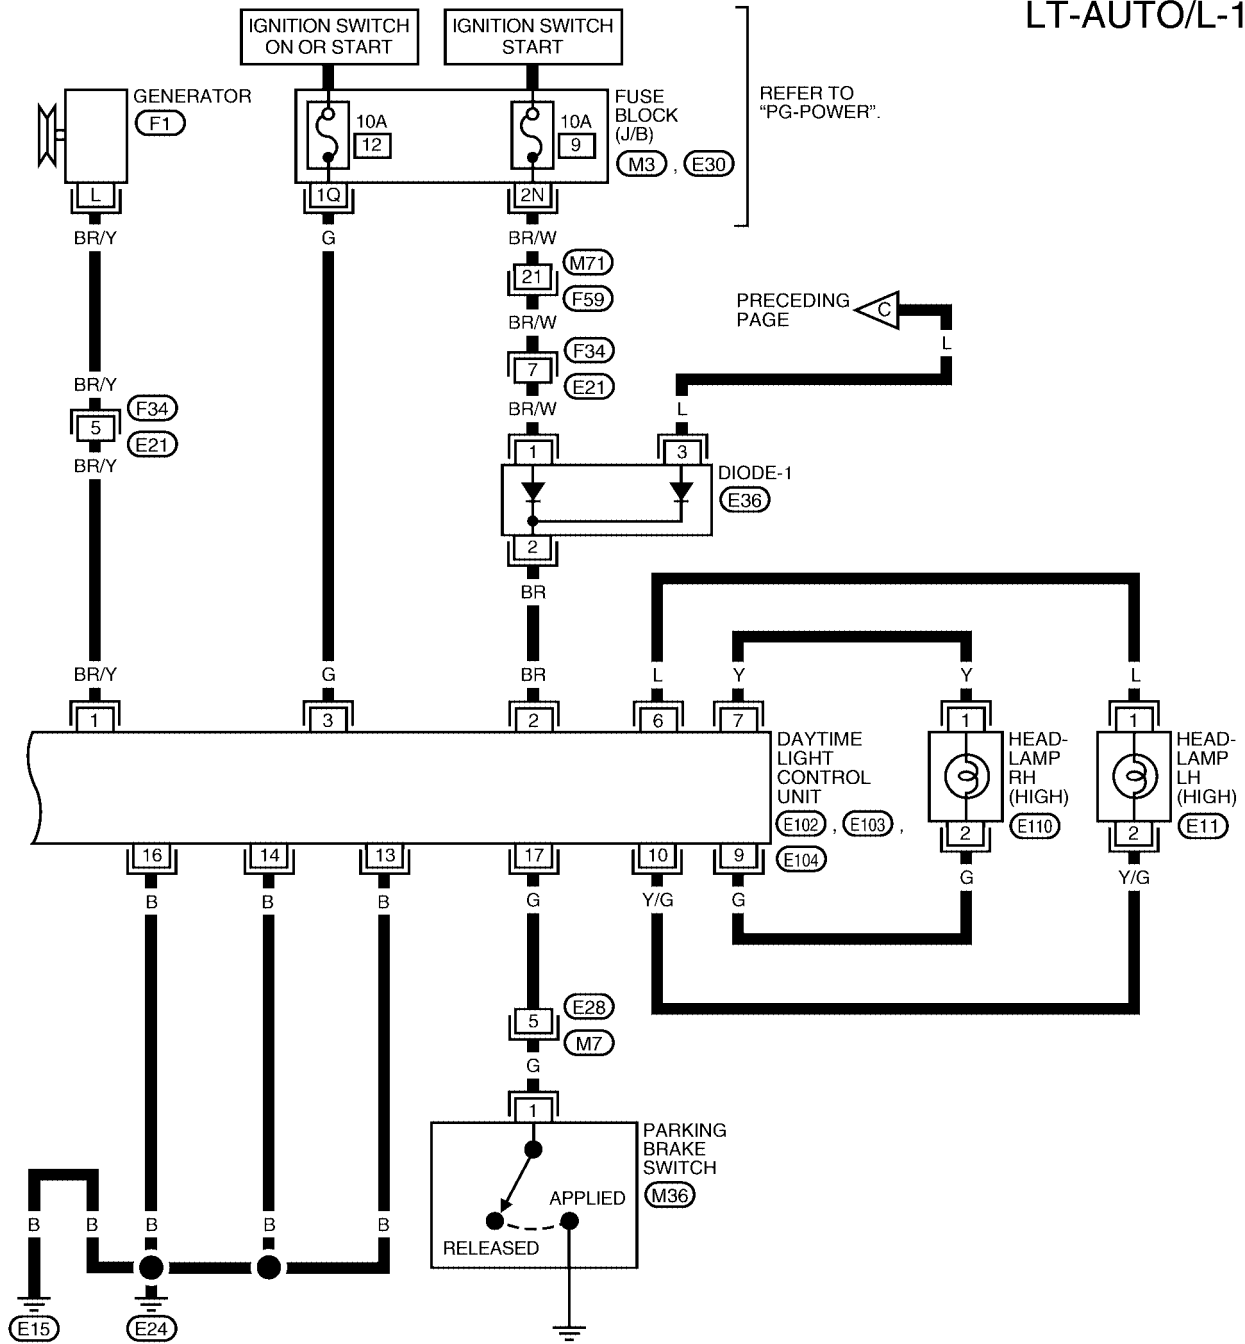 LT-AUTO/L-1
IGNITION SWITCH
ON OR START
IGNITION SWITCH
START
GENERATOR
F1
10A
12
10A
9
FUSE
BLOCK
(J/B)
M3 , E30
REFER TO
“PG-POWER”.
L
1Q
2N
BR/Y
G
BR/W
21
M71
F59
BR/W
7
F34
E21
BR/W
PRECEDING
PAGE
C
L
L
BR/Y
5
F34
E21
BR/Y
1
3
DIODE-1
E36
2
BR
BR/Y
G
BR
L
Y
Y
L
1
3
2
6
7
1
1
DAYTIME
LIGHT
CONTROL
UNIT
E102 , E103 ,
E104
HEAD-
LAMP
RH
(HIGH)
E110
HEAD-
LAMP
LH
(HIGH)
E11
2
2
16
14
13
17
10
9
G
Y/G
B
B
B
G
Y/G
G
5
E28
M7
G
1
PARKING
BRAKE
SWITCH
M36
APPLIED
RELEASED
B
B
B
B
B
E15
E24